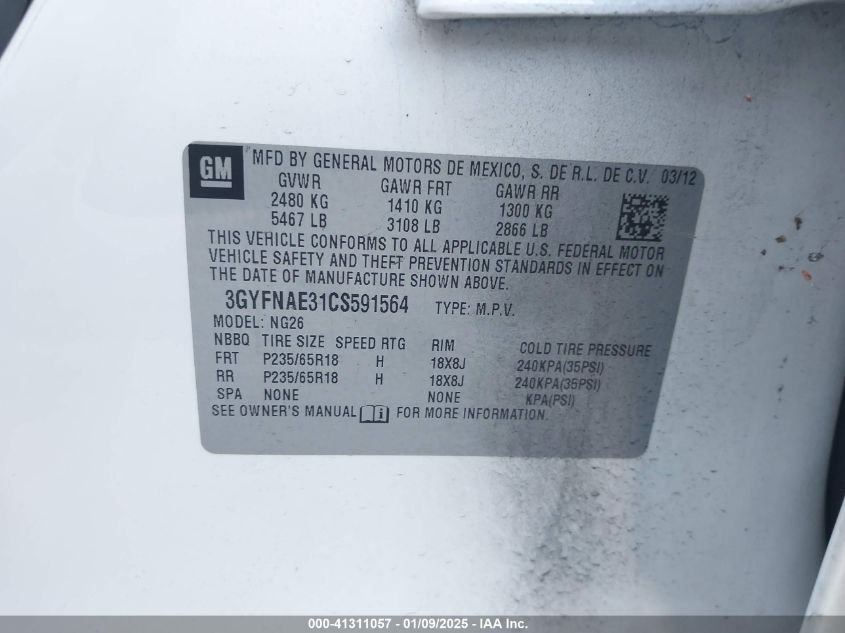 GM MFD BY GENERAL MOTORS DE MEXICO, S. DE R.L. DE C.V. 03/12
GVWR GAWR FRT GAWR RR
2480 KG 1410 KG 1300 KG
5467 LB 3108 LB 2866 LB
THIS VEHICLE CONFORMS TO ALL APPLICABLE U.S. FEDERAL MOTOR
VEHICLE SAFETY AND THEFT PREVENTION STANDARDS IN EFFECT ON
THE DATE OF MANUFACTURE SHOWN ABOVE.
3GYFNAE31CS591564 TYPE: M.P.V.
MODEL: NG26
NBBQ TIRE SIZE SPEED RTG RIM COLD TIRE PRESSURE
FRT P235/65R18 H 18X8J 240KPA(35PSI)
RR P235/65R18 H 18X8J 240KPA(35PSI)
SPA NONE NONE KPA(PSI)
SEE OWNER'S MANUAL i FOR MORE INFORMATION.
000-41311057 - 01/09/2025 - IAA Inc.